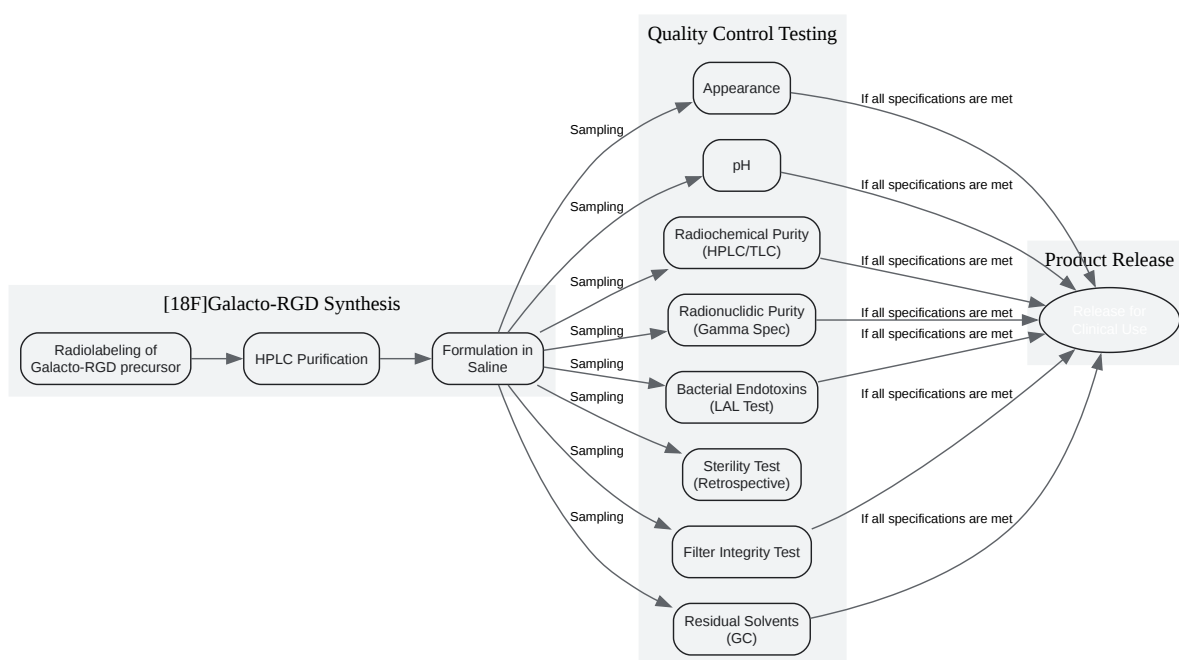 Quality Control Testing
Appearance
If all specifications are met
Sampling
pH
If all specifications are met
Sampling
Radiochemical Purity
(HPLC/TLC)
If all specifications are met
Product Release
Sampling
[18F]Galacto-RGD Synthesis
Radionuclidic Purity
(Gamma Spec)
If all specifications are met
Release for
Clinical Use
Sampling
If all specifications are met
Radiolabeling of
Galacto-RGD precursor
HPLC Purification
Formulation in
Saline
Sampling
Bacterial Endotoxins
(LAL Test)
If all specifications are met
Sampling
Sterility Test
(Retrospective)
Sampling
If all specifications are met
Sampling
Filter Integrity Test
Residual Solvents
(GC)